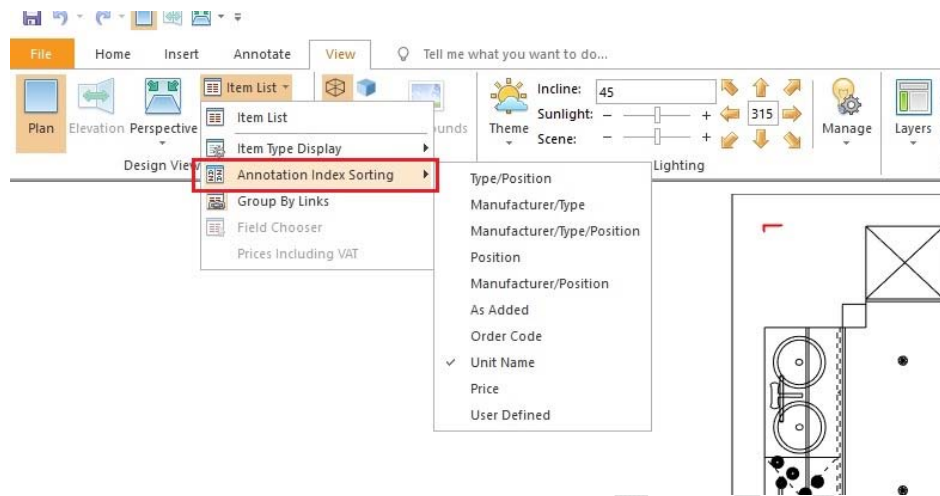 File Home Insert Annotate View Tell me what you want to do...
Item List
Plan Elevation Perspective
Design View
Item List
Item Type Display
Annotation Index Sorting
Group By Links
Field Chooser
Prices Including VAT
Type/Position
Manufacturer/Type
Manufacturer/Type/Position
Position
Manufacturer/Position
As Added
Order Code
Unit Name
Price
User Defined
Theme
Incline: 45
Sunlight: - +
Scene: - +
315
Lighting
Manage
Layers